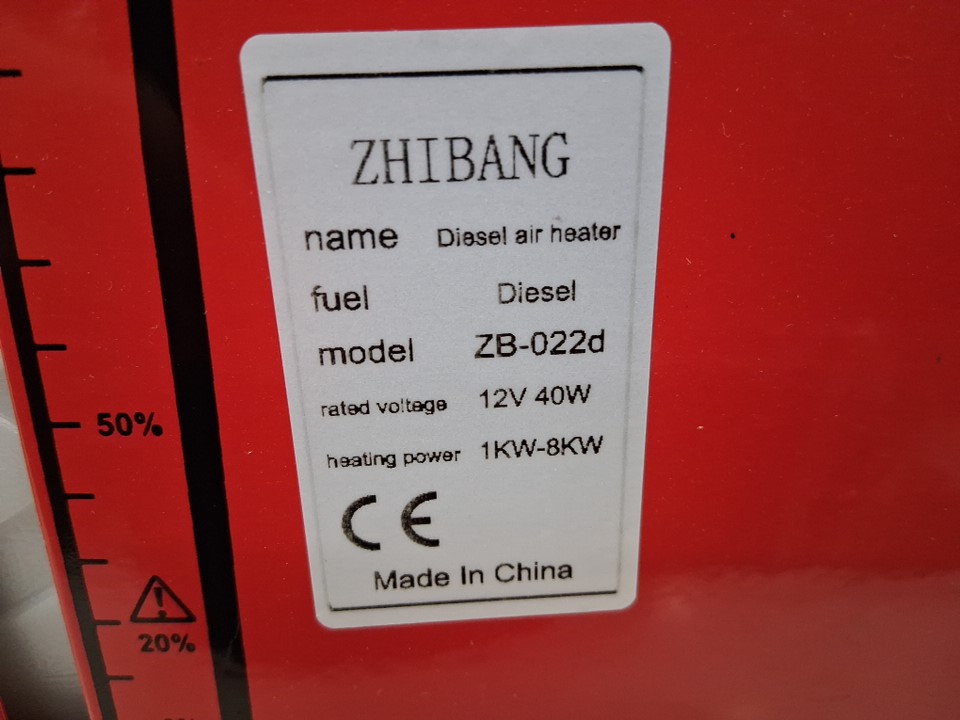 ZHIBANG
name Diesel air heater
fuel Diesel
model ZB-022d
rated voltage 12V 40W
heating power 1KW-8KW
CE
Made In China
50%
20%